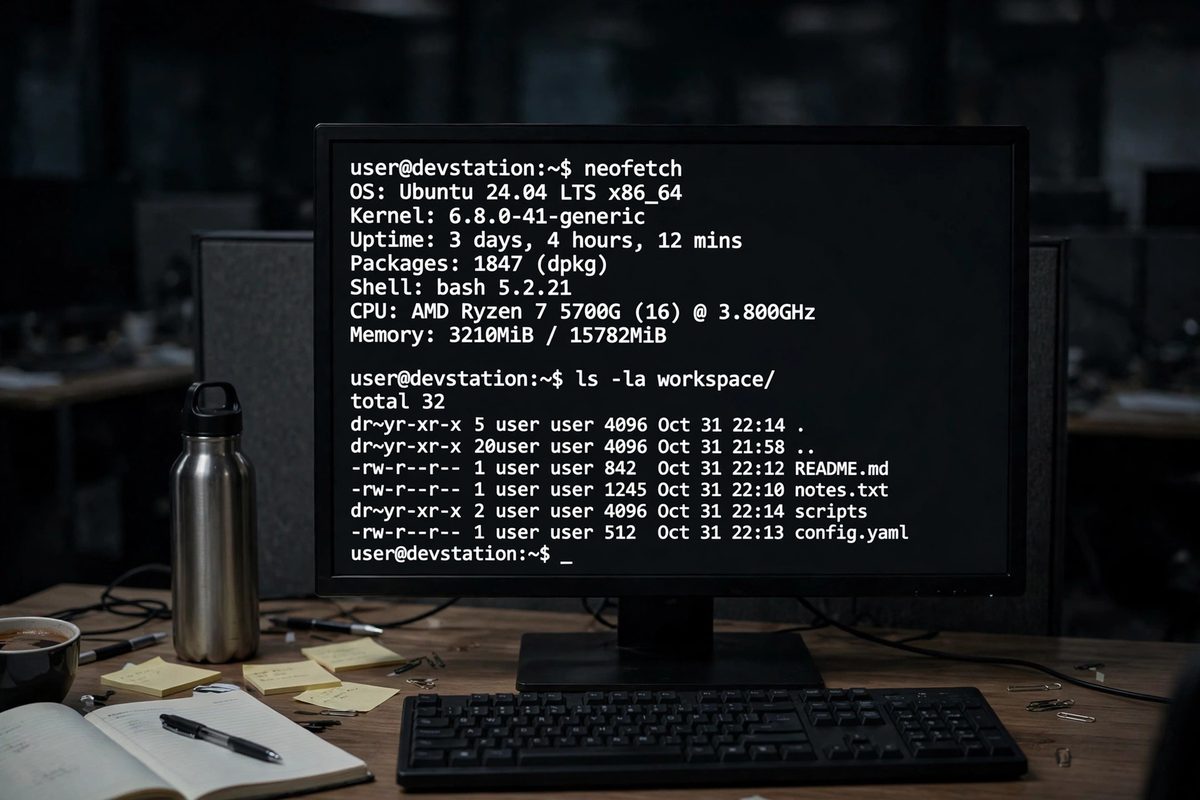 user@devstation:~$ neofetch
OS: Ubuntu 24.04 LTS x86_64
Kernel: 6.8.0-41-generic
Uptime: 3 days, 4 hours, 12 mins
Packages: 1847 (dpkg)
Shell: bash 5.2.21
CPU: AMD Ryzen 7 5700G (16) @ 3.800GHz
Memory: 3210MiB / 15782MiB
user@devstation:~$ ls -la workspace/
total 32
dr~yr-xr-x 5 user user 4096 Oct 31 22:14 .
dr~yr-xr-x 20user user 4096 Oct 31 21:58 ..
-rw-r--r-- 1 user user 842 Oct 31 22:12 README.md
-rw-r--r-- 1 user user 1245 Oct 31 22:10 notes.txt
dr~yr-xr-x 2 user user 4096 Oct 31 22:14 scripts
-rw-r--r-- 1 user user 512 Oct 31 22:13 config.yaml
user@devstation:~$ _